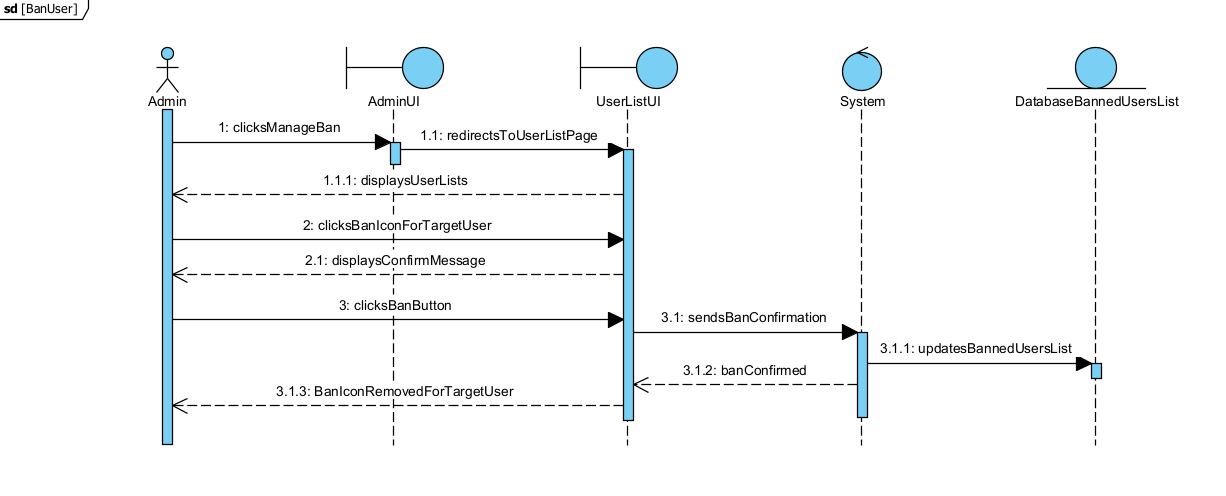 sd [BanUser]
Admin
AdminUI
UserListUI
System
DatabaseBannedUsersList
1: clicksManageBan
1.1: redirectsToUserListPage
1.1.1: displaysUserLists
2: clicksBanIconForTargetUser
2.1: displaysConfirmMessage
3: clicksBanButton
3.1: sendsBanConfirmation
3.1.1: updatesBannedUsersList
3.1.2: banConfirmed
3.1.3: BanIconRemovedForTargetUser